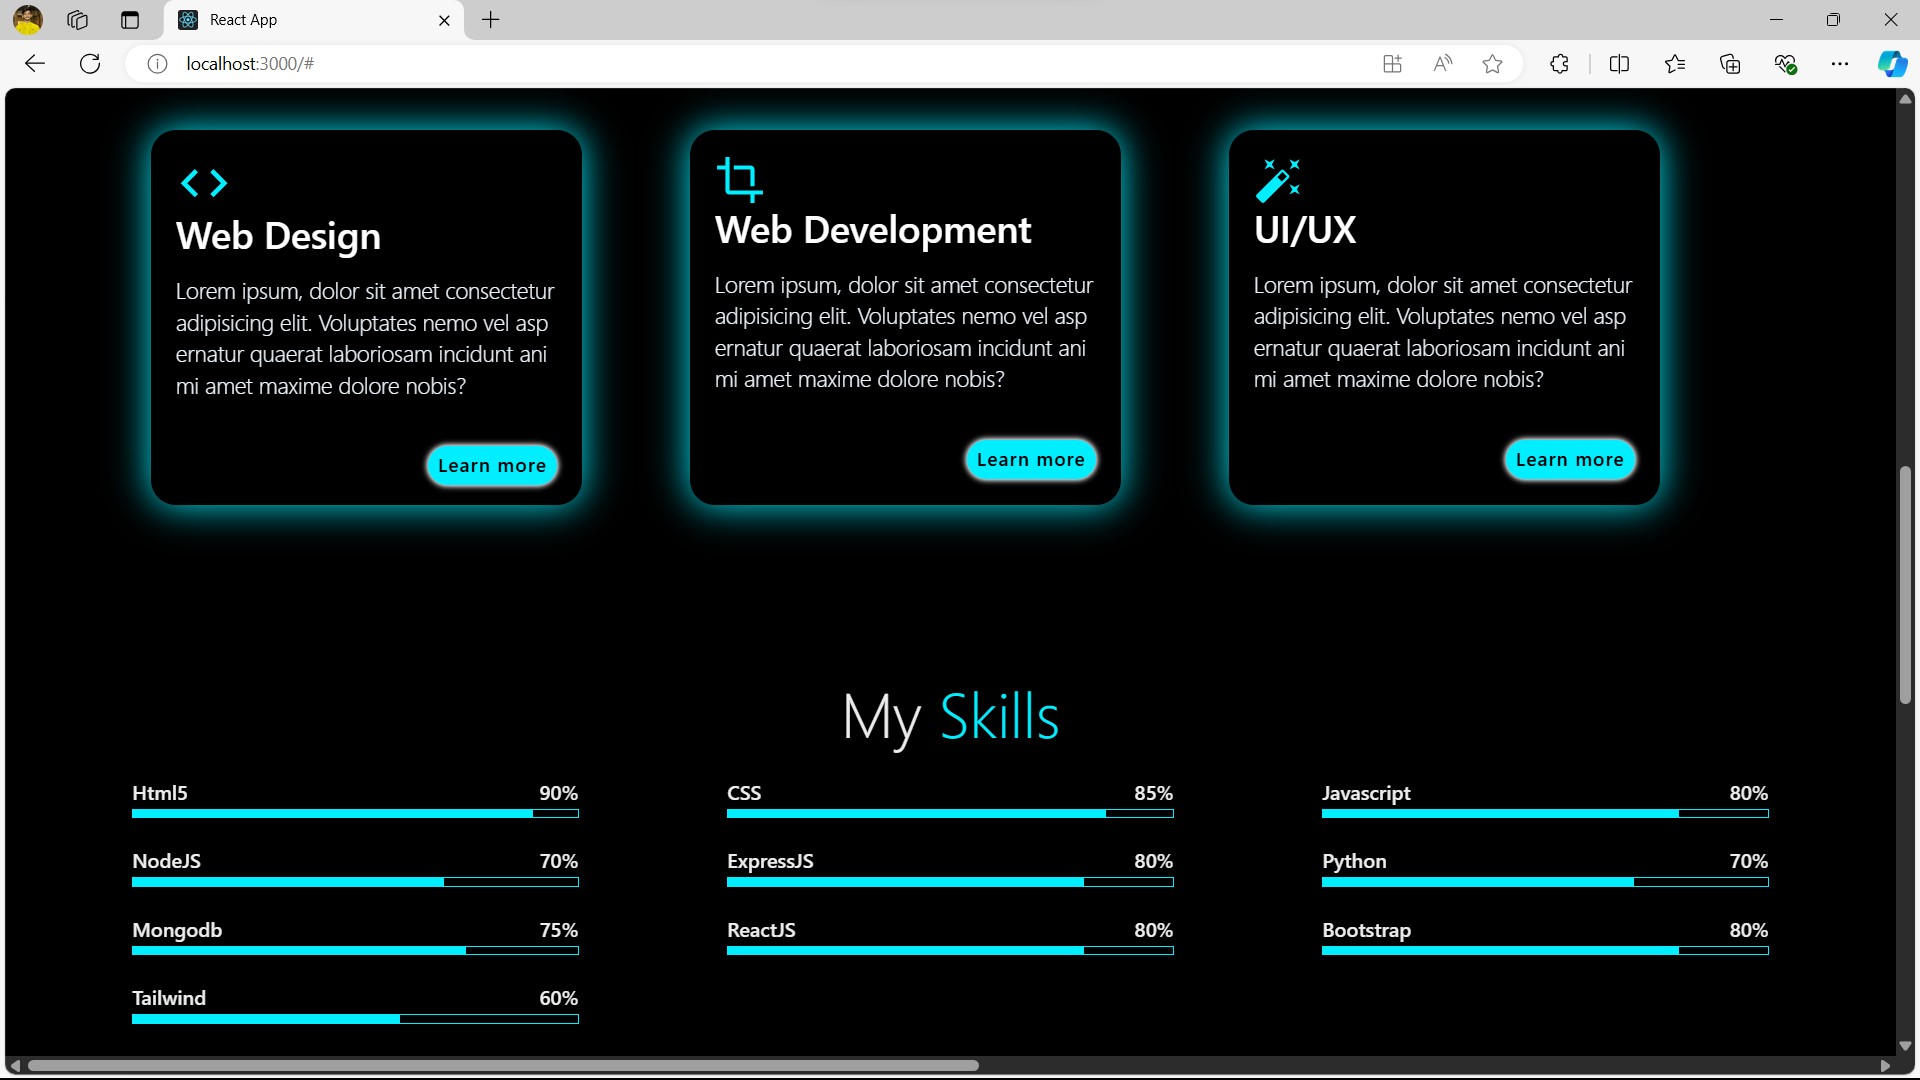 React App
localhost:3000/#
Web Design
Lorem ipsum, dolor sit amet consectetur
adipisicing elit. Voluptates nemo vel asp
ernatur quaerat laboriosam incidunt ani
mi amet maxime dolore nobis?
Learn more
Web Development
Lorem ipsum, dolor sit amet consectetur
adipisicing elit. Voluptates nemo vel asp
ernatur quaerat laboriosam incidunt ani
mi amet maxime dolore nobis?
Learn more
UI/UX
Lorem ipsum, dolor sit amet consectetur
adipisicing elit. Voluptates nemo vel asp
ernatur quaerat laboriosam incidunt ani
mi amet maxime dolore nobis?
Learn more
My Skills
Html5 90%
CSS 85%
Javascript 80%
NodeJS 70%
ExpressJS 80%
Python 70%
Mongodb 75%
ReactJS 80%
Bootstrap 80%
Tailwind 60%